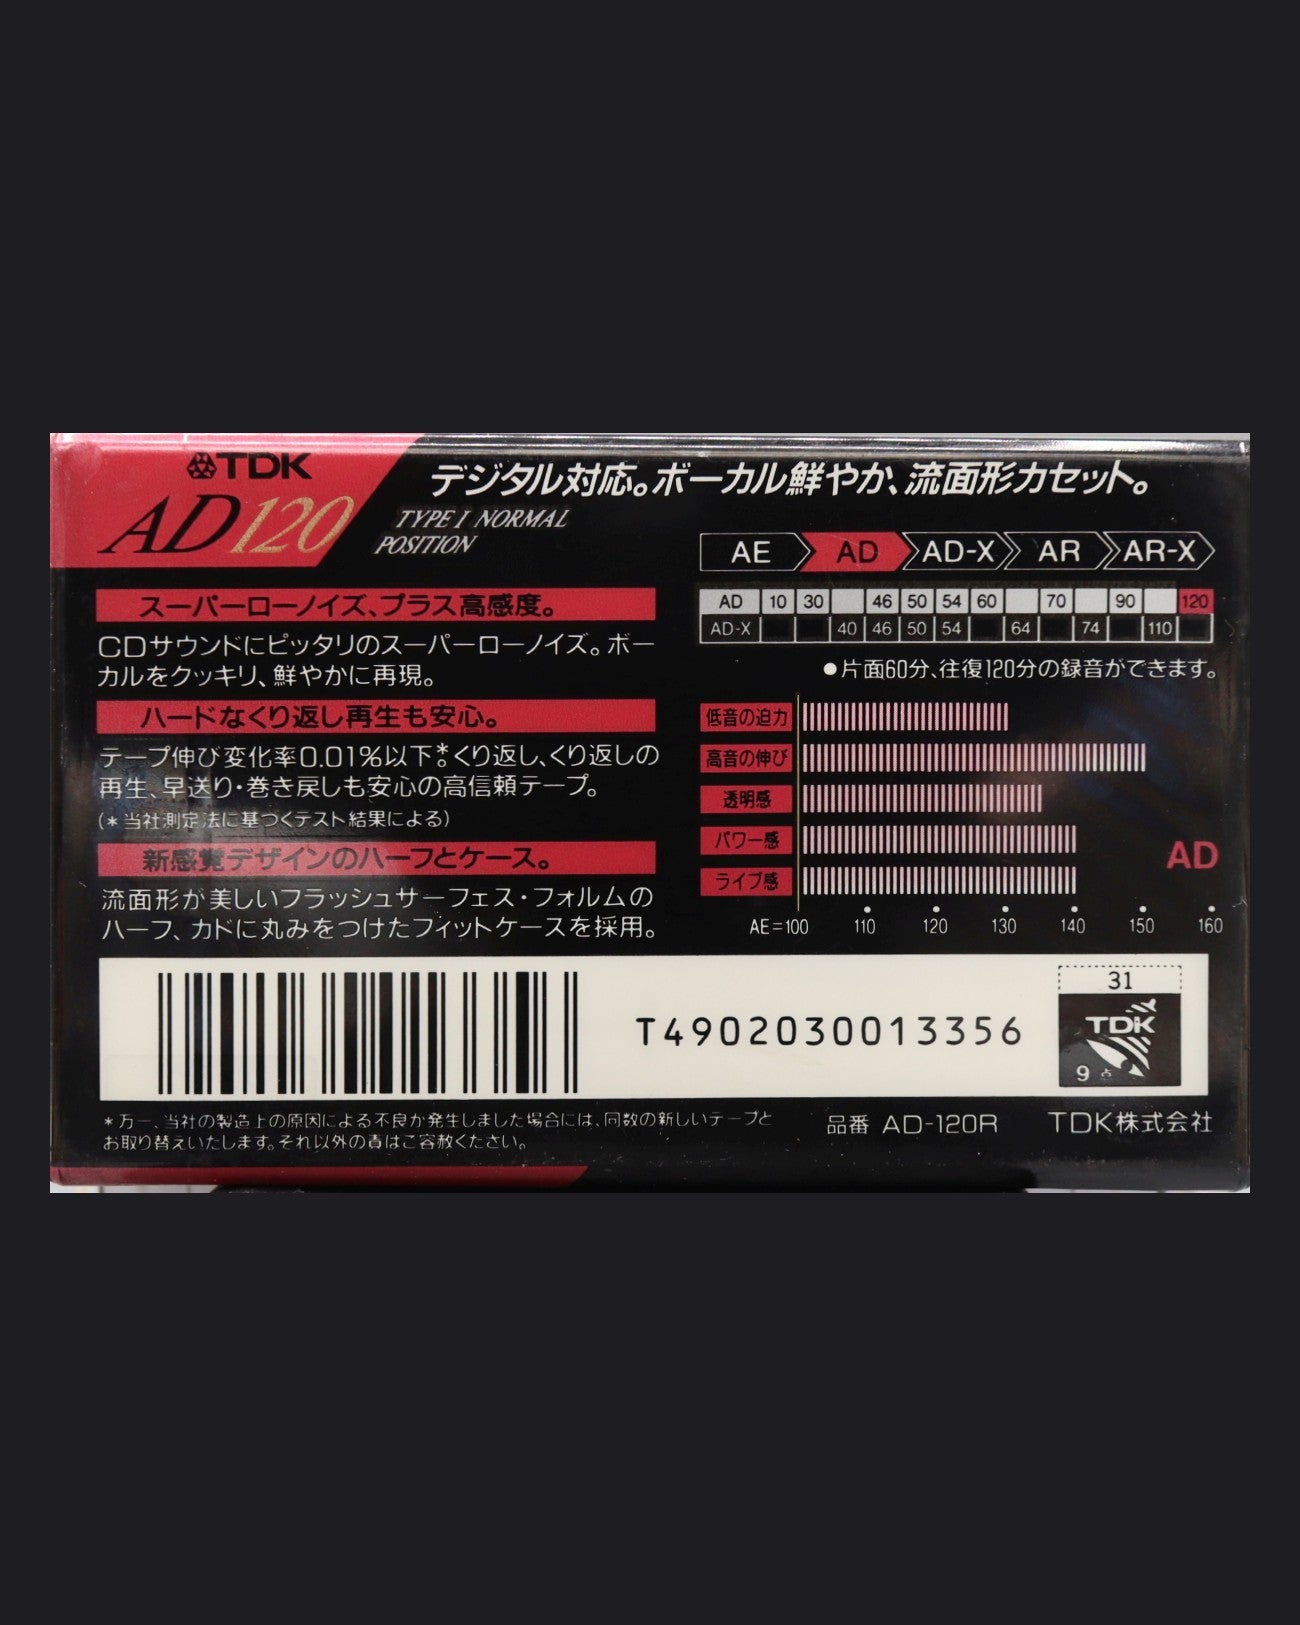 TDK
AD120
TYPE I NORMAL
POSITION
デジタル対応。ボーカル鮮やか、流面形カセット。
AE AD AD-X AR AR-X
スーパーローノイズ、プラス高感度。
CDサウンドにピッタリのスーパーローノイズ。ボー
カルをクッキリ、鮮やかに再現。
ハードなくり返し再生も安心。
テープ伸び変化率0.01%以下*。くり返し、くり返しの
再生、早送り・巻き戻しも安心の高信頼テープ。
(*当社測定法に基づくテスト結果による)
新感覚デザインのハーフとケース。
流面形が美しいフラッシュサーフェス・フォルムの
ハーフ、カドに丸みをつけたフィットケースを採用。
AD 10 30 46 50 54 60 70 90 120
AD-X 40 46 50 54 64 74 110
●片面60分、往復120分の録音ができます。
低音の迫力
高音の伸び
透明感
パワー感
ライブ感
AD
AE=100 110 120 130 140 150 160
T4902030013356
31
TDK
9点
*万一、当社の製造上の原因による不良が発生しました場合には、同数の新しいテープと
お取り替えいたします。それ以外の責はご容赦ください。
品番 AD-120R TDK株式会社